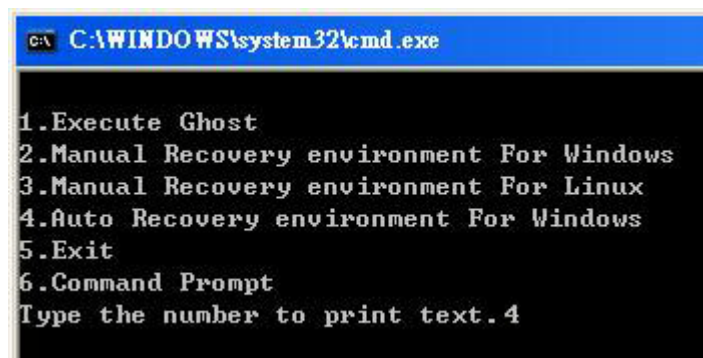 C:\WINDOWS\system32\cmd.exe
1.Execute Ghost
2.Manual Recovery environment For Windows
3.Manual Recovery environment For Linux
4.Auto Recovery environment For Windows
5.Exit
6.Command Prompt
Type the number to print text.4